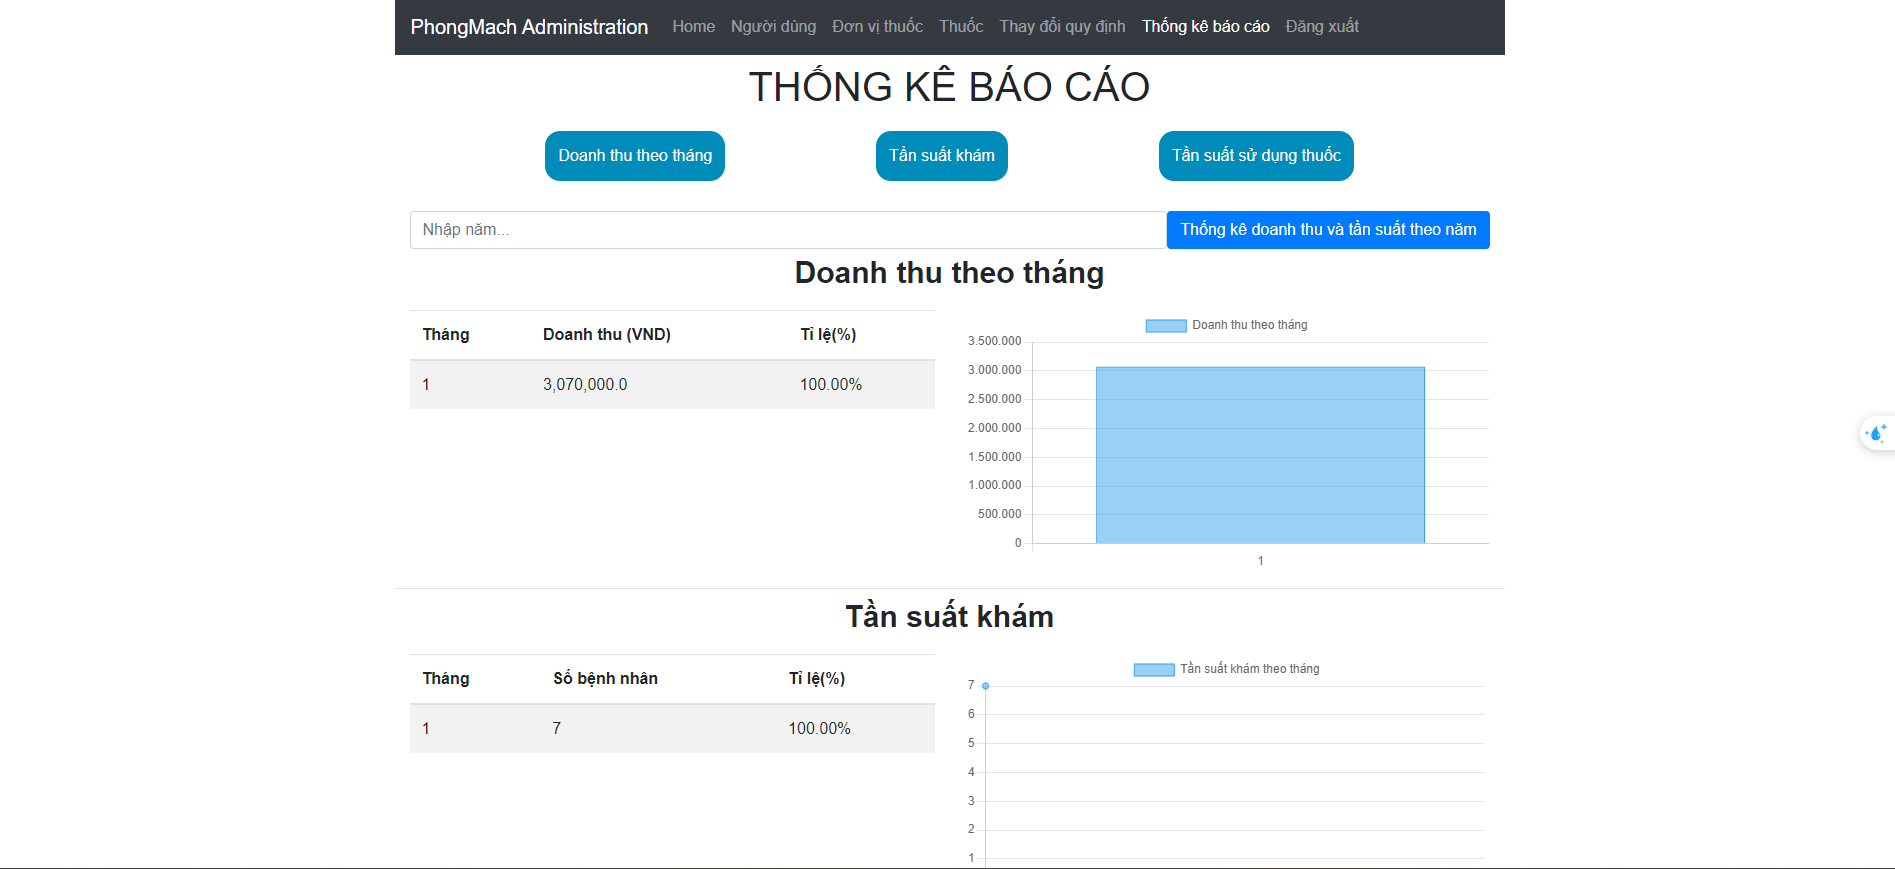 PhongMach Administration Home Người dùng Đơn vị thuốc Thuốc Thay đổi quy định Thống kê báo cáo Đăng xuất
THỐNG KÊ BÁO CÁO
Doanh thu theo tháng Tần suất khám Tần suất sử dụng thuốc
Nhập năm... Thống kê doanh thu và tần suất theo năm
Doanh thu theo tháng
Tháng Doanh thu (VND) Tỉ lệ(%)
1 3,070,000.0 100.00%
Doanh thu theo tháng
3.500.000
3.000.000
2.500.000
2.000.000
1.500.000
1.000.000
500.000
0
1
Tần suất khám
Tháng Số bệnh nhân Tỉ lệ(%)
1 7 100.00%
Tần suất khám theo tháng
7
6
5
4
3
2
1